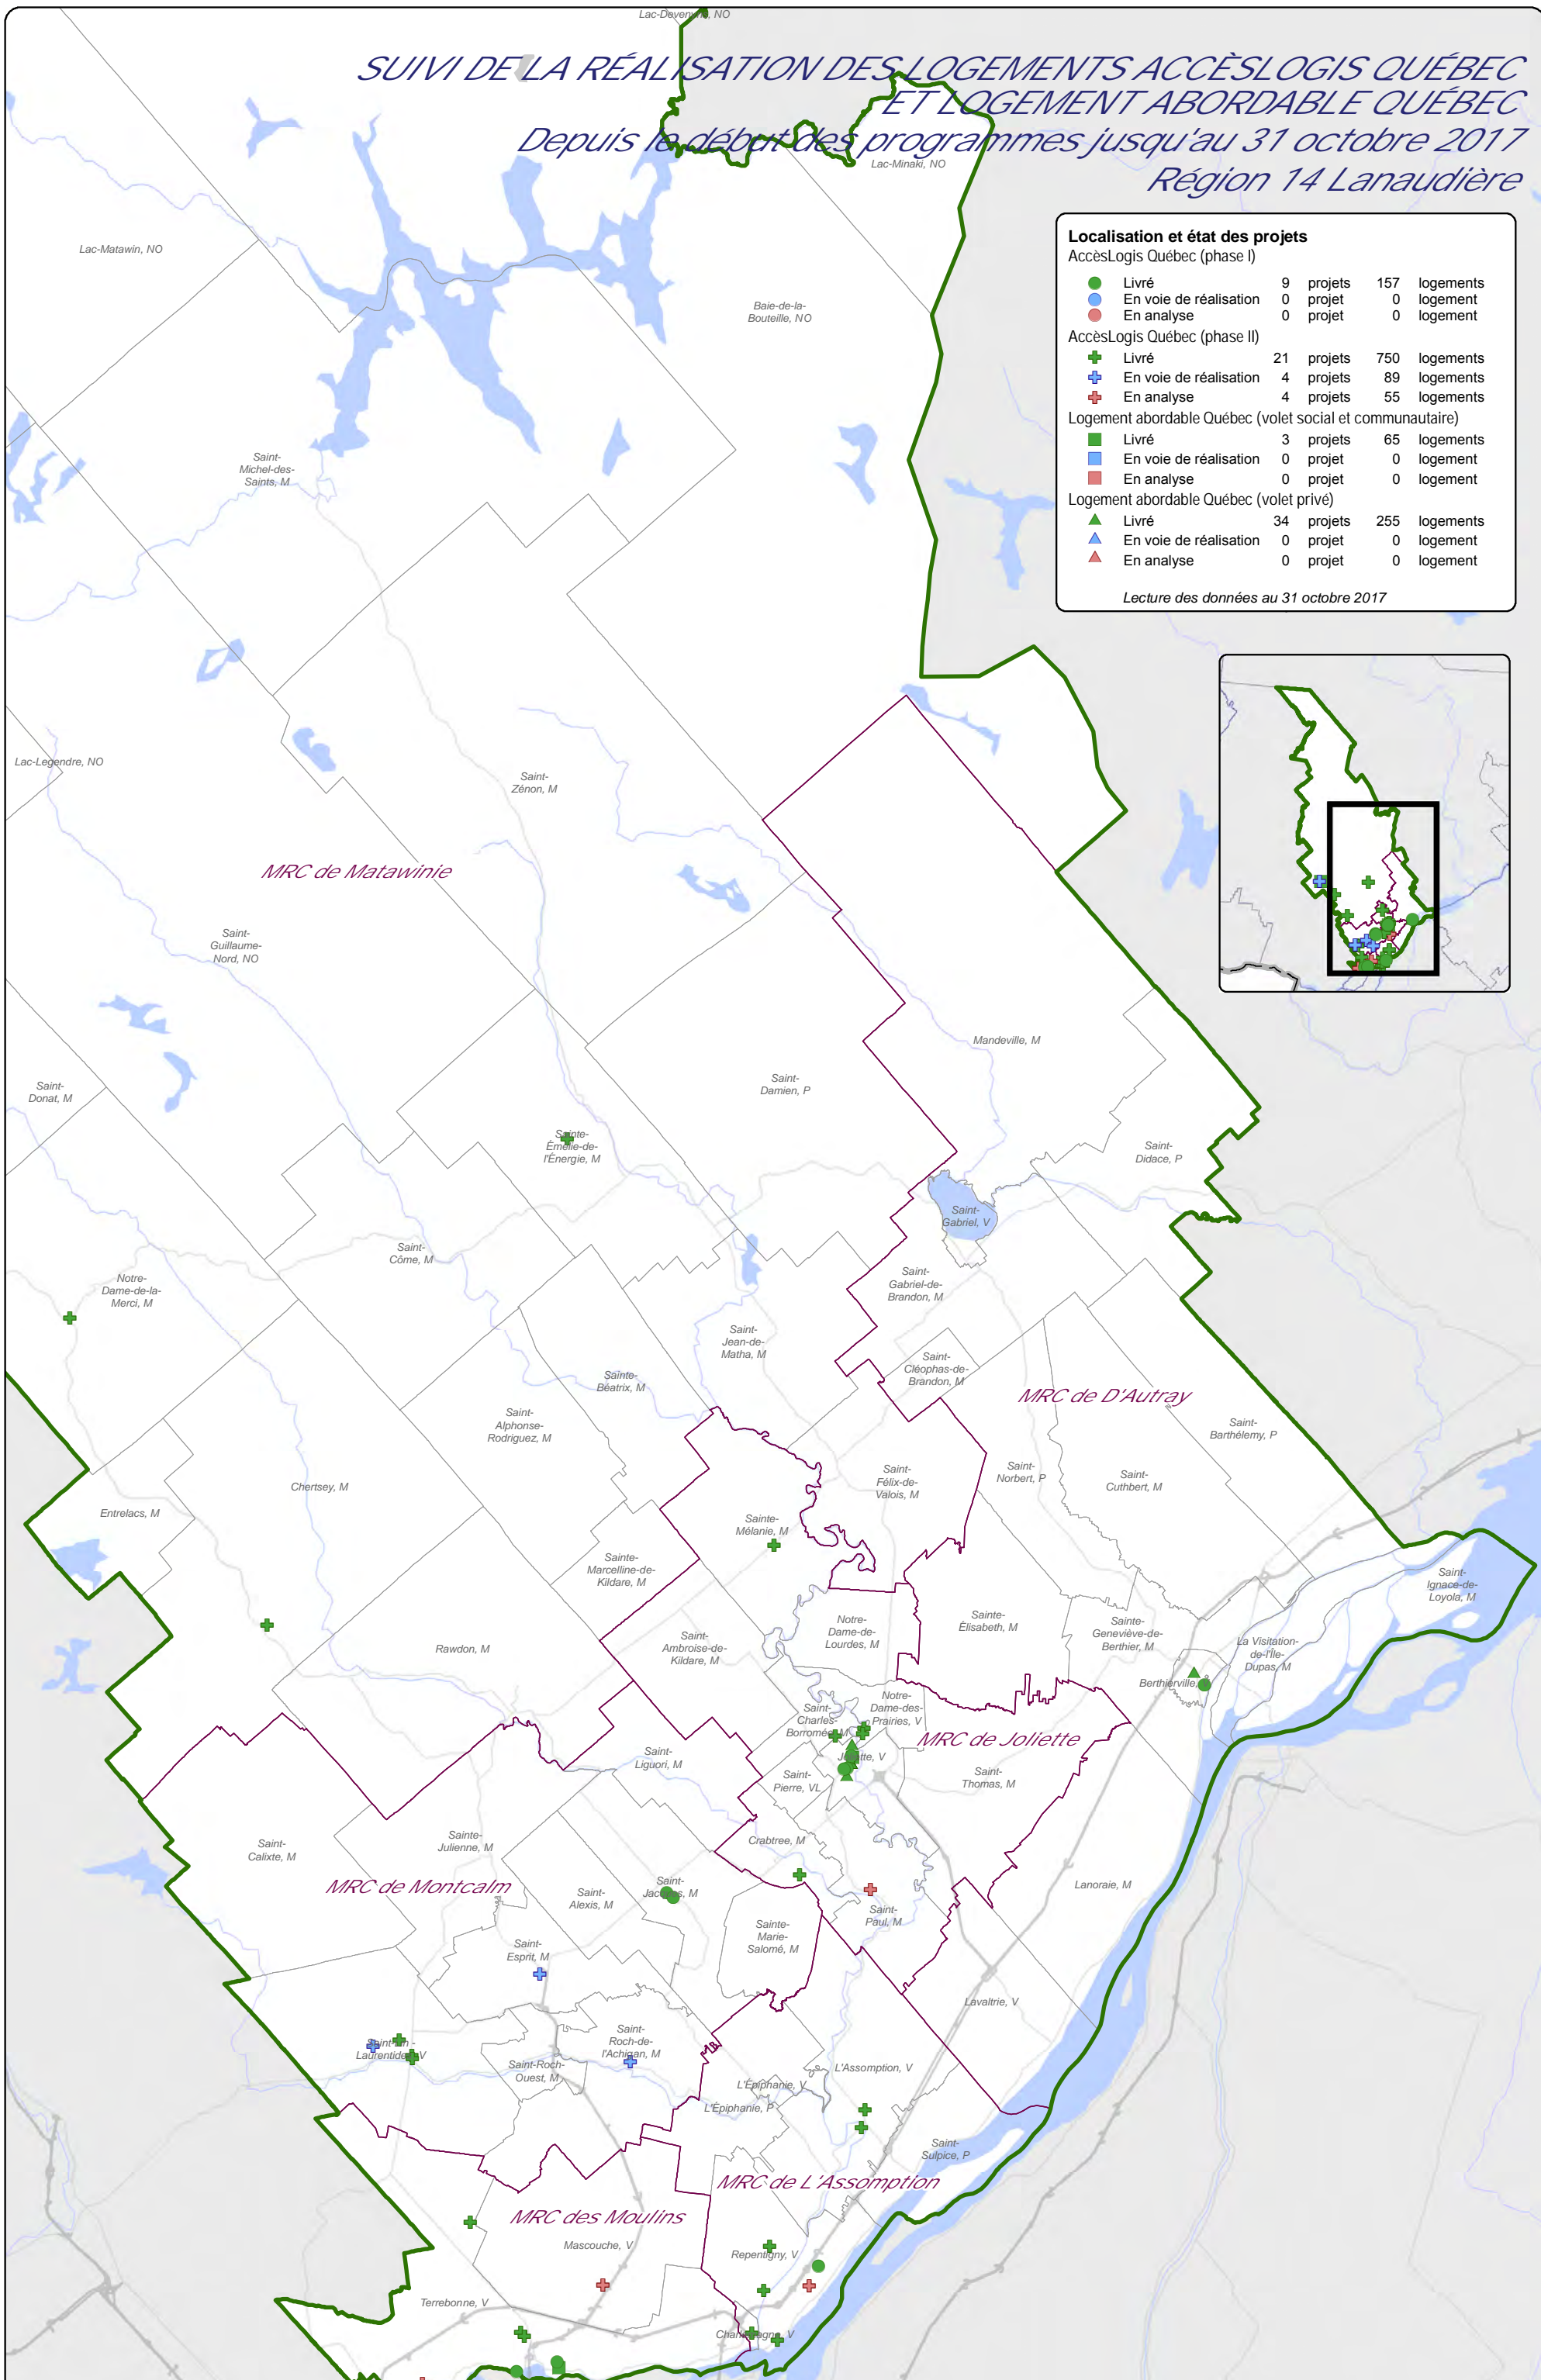 Lac-Devenyns, NO
SUIVI DE LA RÉALISATION DES LOGEMENTS ACCÈSLOGIS QUÉBEC
ET LOGEMENT ABORDABLE QUÉBEC
Depuis le début des programmes jusqu'au 31 octobre 2017
Région 14 Lanaudière
Lac-Minaki, NO
Lac-Matawin, NO
Baie-de-la-
Bouteille, NO
Localisation et état des projets
AccèsLogis Québec (phase I)
Livré 9 projets 157 logements
En voie de réalisation 0 projet 0 logement
En analyse 0 projet 0 logement
AccèsLogis Québec (phase II)
Livré 21 projets 750 logements
En voie de réalisation 4 projets 89 logements
En analyse 4 projets 55 logements
Logement abordable Québec (volet social et communautaire)
Livré 3 projets 65 logements
En voie de réalisation 0 projet 0 logement
En analyse 0 projet 0 logement
Logement abordable Québec (volet privé)
Livré 34 projets 255 logements
En voie de réalisation 0 projet 0 logement
En analyse 0 projet 0 logement
Lecture des données au 31 octobre 2017
Saint-
Michel-des-
Saints, M
Lac-Legendre, NO
Saint-
Zénon, M
MRC de Matawinie
Saint-
Guillaume-
Nord, NO
Mandeville, M
Saint-
Donat, M
Saint-
Damien, P
Sainte-
Émélie-de-
l'Énergie, M
Saint-
Didace, P
Saint-
Gabriel, V
Saint-
Côme, M
Notre-
Dame-de-la-
Merci, M
Saint-
Gabriel-de-
Brandon, M
Saint-
Jean-de-
Matha, M
Saint-
Cléophas-de-
Brandon, M
Sainte-
Béatrix, M
MRC de D'Autray
Saint-
Alphonse-
Rodriguez, M
Saint-
Barthélemy, P
Chertsey, M
Saint-
Félix-de-
Valois, M
Saint-
Norbert, P
Saint-
Cuthbert, M
Entrelacs, M
Sainte-
Mélanie, M
Sainte-
Marcelline-de-
Kildare, M
Saint-
Ignace-de-
Loyola, M
Rawdon, M
Saint-
Ambroise-de-
Kildare, M
Notre-
Dame-de-
Lourdes, M
Sainte-
Élisabeth, M
Sainte-
Geneviève-de-
Berthier, M
La Visitation-
de-l'Île-
Dupas, M
Berthierville, V
Saint-
Charles-
Borromée, M
Notre-
Dame-des-
Prairies, V
MRC de Joliette
Joliette, V
Saint-
Liguori, M
Saint-
Pierre, VL
Saint-
Thomas, M
Saint-
Calixte, M
Sainte-
Julienne, M
Crabtree, M
MRC de Montcalm
Saint-
Alexis, M
Saint-
Jacques, M
Lanoraie, M
Saint-
Paul, M
Sainte-
Marie-
Salomé, M
Saint-
Esprit, M
Lavaltrie, V
Saint-Lin -
Laurentides, V
Saint-
Roch-de-
l'Achigan, M
Saint-Roch-
Ouest, M
L'Assomption, V
L'Épiphanie, V
L'Épiphanie, P
Saint-
Sulpice, P
MRC de L'Assomption
MRC des Moulins
Mascouche, V
Repentigny, V
Terrebonne, V
Charlemagne, V